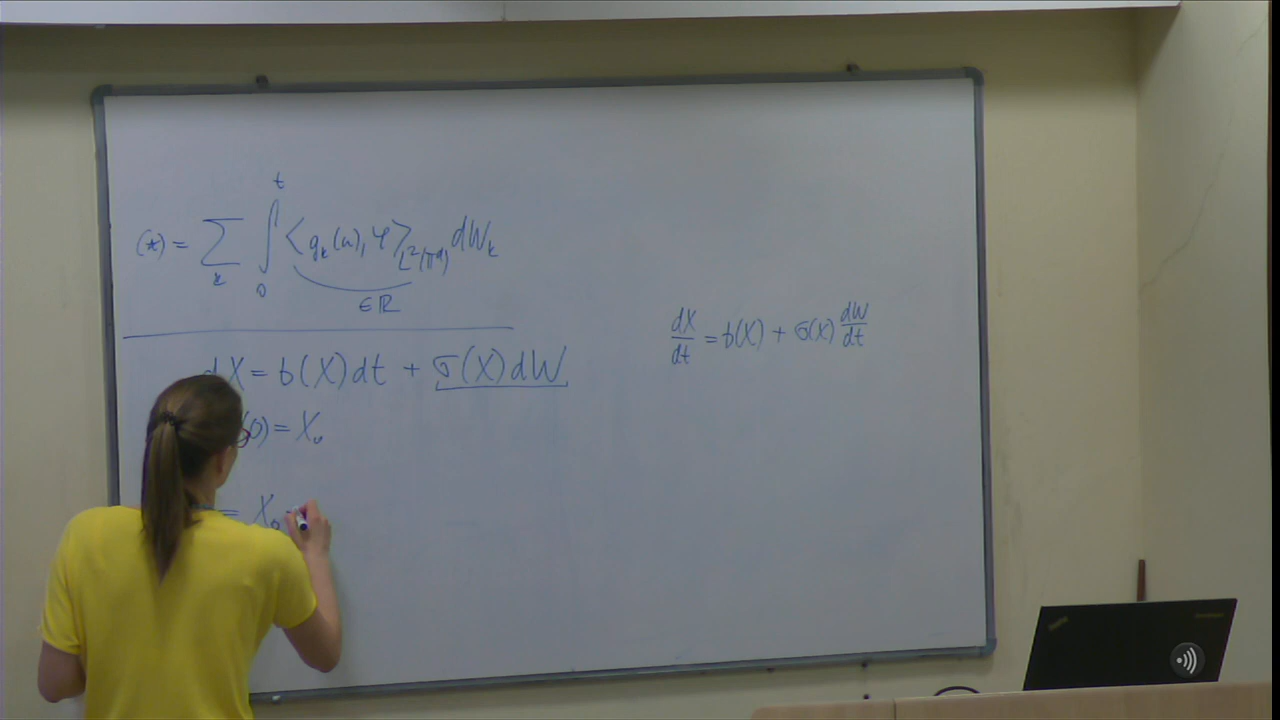 (*) = ∑_k ∫_0^t ⟨g_k(u), φ⟩_{L²(𝕋^d)} dW_k
∈ ℝ
dX = b(X)dt + σ(X)dW
(0) = X_0
= X_0
dX/dt = b(X) + σ(X) dW/dt